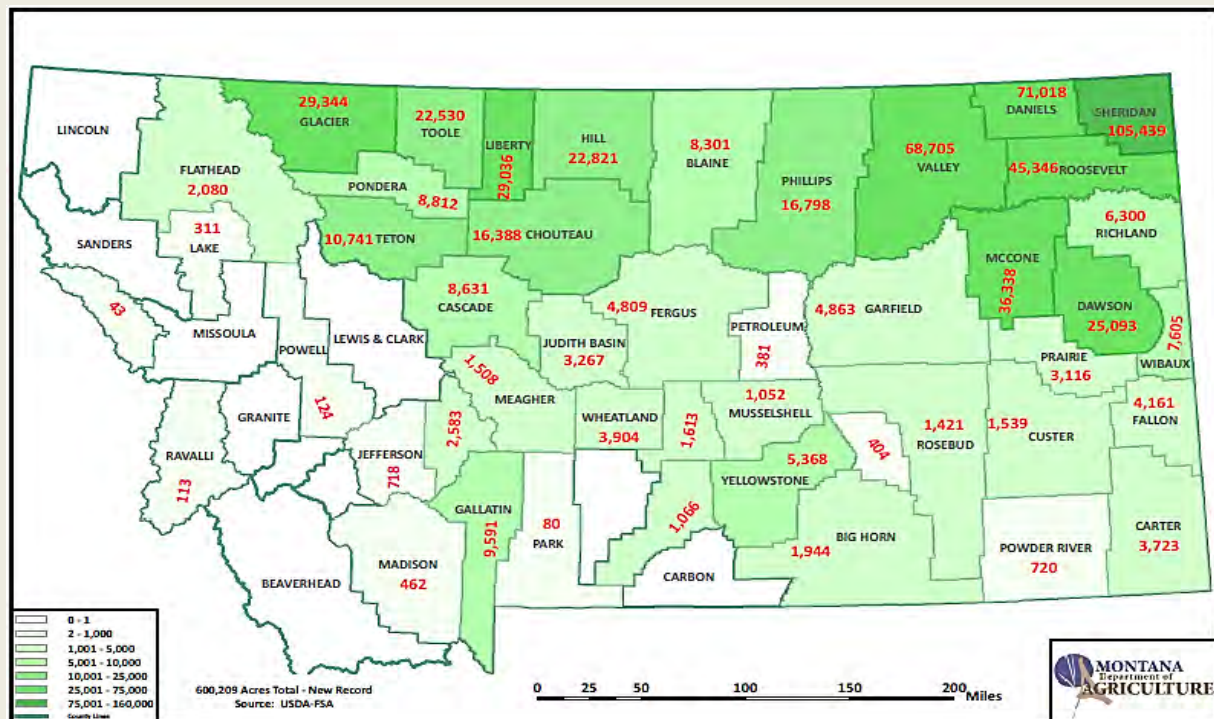 LINCOLN
FLATHEAD
2,080
29,344
GLACIER
22,530
TOOLE
LIBERTY
29,036
HILL
22,821
8,301
BLAINE
PHILLIPS
16,798
68,705
VALLEY
71,018
DANIELS
SHERIDAN
105,439
45,346 ROOSEVELT
PONDERA
8,812
SANDERS
311
LAKE
10,741 TETON
16,388 CHOUTEAU
6,300
RICHLAND
MCCONE
36,338
43
MISSOULA
POWELL
124
LEWIS & CLARK
8,631
CASCADE
JUDITH BASIN
3,267
4,809
FERGUS
PETROLEUM
381
4,863 GARFIELD
DAWSON
25,093
PRAIRIE
3,116
7,605
WIBAUX
1,508
MEAGHER
WHEATLAND
3,904
1,613
1,052
MUSSELSHELL
404
1,421
ROSEBUD
1,539
CUSTER
4,161
FALLON
GRANITE
RAVALLI
113
JEFFERSON
718
2,583
GALLATIN
9,591
80
PARK
1,066
5,368
YELLOWSTONE
1,944
BIG HORN
POWDER RIVER
720
CARTER
3,723
BEAVERHEAD
MADISON
462
CARBON
0 - 1
2 - 1,000
1,001 - 5,000
5,001 - 10,000
10,001 - 25,000
25,001 - 75,000
75,001 - 160,000
County Lines
600,209 Acres Total - New Record
Source: USDA-FSA
0 50 100 150 200 Miles
MONTANA
Department of
AGRICULTURE